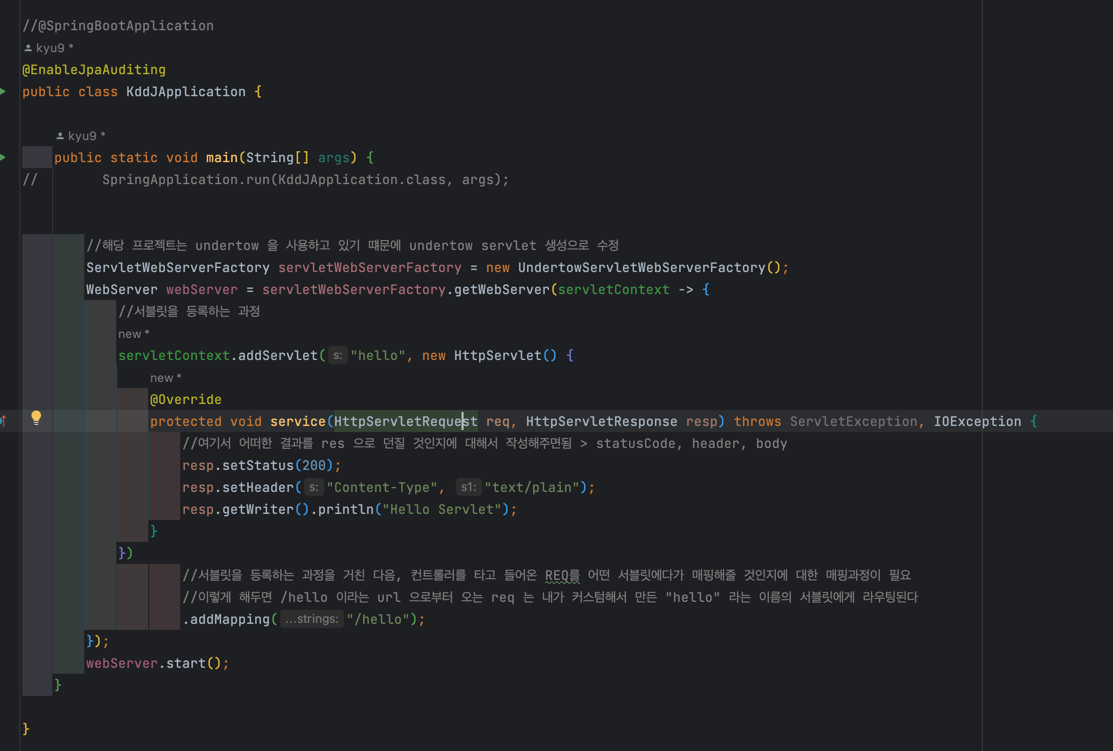 //@SpringBootApplication
kyu9 *
@EnableJpaAuditing
public class KddJApplication {
kyu9 *
public static void main(String[] args) {
// SpringApplication.run(KddJApplication.class, args);
//해당 프로젝트는 undertow 을 사용하고 있기 떄문에 undertow servlet 생성으로 수정
ServletWebServerFactory servletWebServerFactory = new UndertowServletWebServerFactory();
WebServer webServer = servletWebServerFactory.getWebServer(servletContext -> {
//서블릿을 등록하는 과정
new *
servletContext.addServlet( s: "hello", new HttpServlet() {
new *
@Override
protected void service(HttpServletRequest req, HttpServletResponse resp) throws ServletException, IOException {
//여기서 어떠한 결과를 res 으로 던질 것인지에 대해서 작성해주면됨 > statusCode, header, body
resp.setStatus(200);
resp.setHeader( s: "Content-Type", s1: "text/plain");
resp.getWriter().println("Hello Servlet");
}
})
//서블릿을 등록하는 과정을 거친 다음, 컨트롤러를 타고 들어온 REQ를 어떤 서블릿에다가 매핑해줄 것인지에 대한 매핑과정이 필요
//이렇게 해두면 /hello 이라는 url 으로부터 오는 req 는 내가 커스텀해서 만든 "hello" 라는 이름의 서블릿에게 라우팅된다
.addMapping( ...strings: "/hello");
});
webServer.start();
}
}